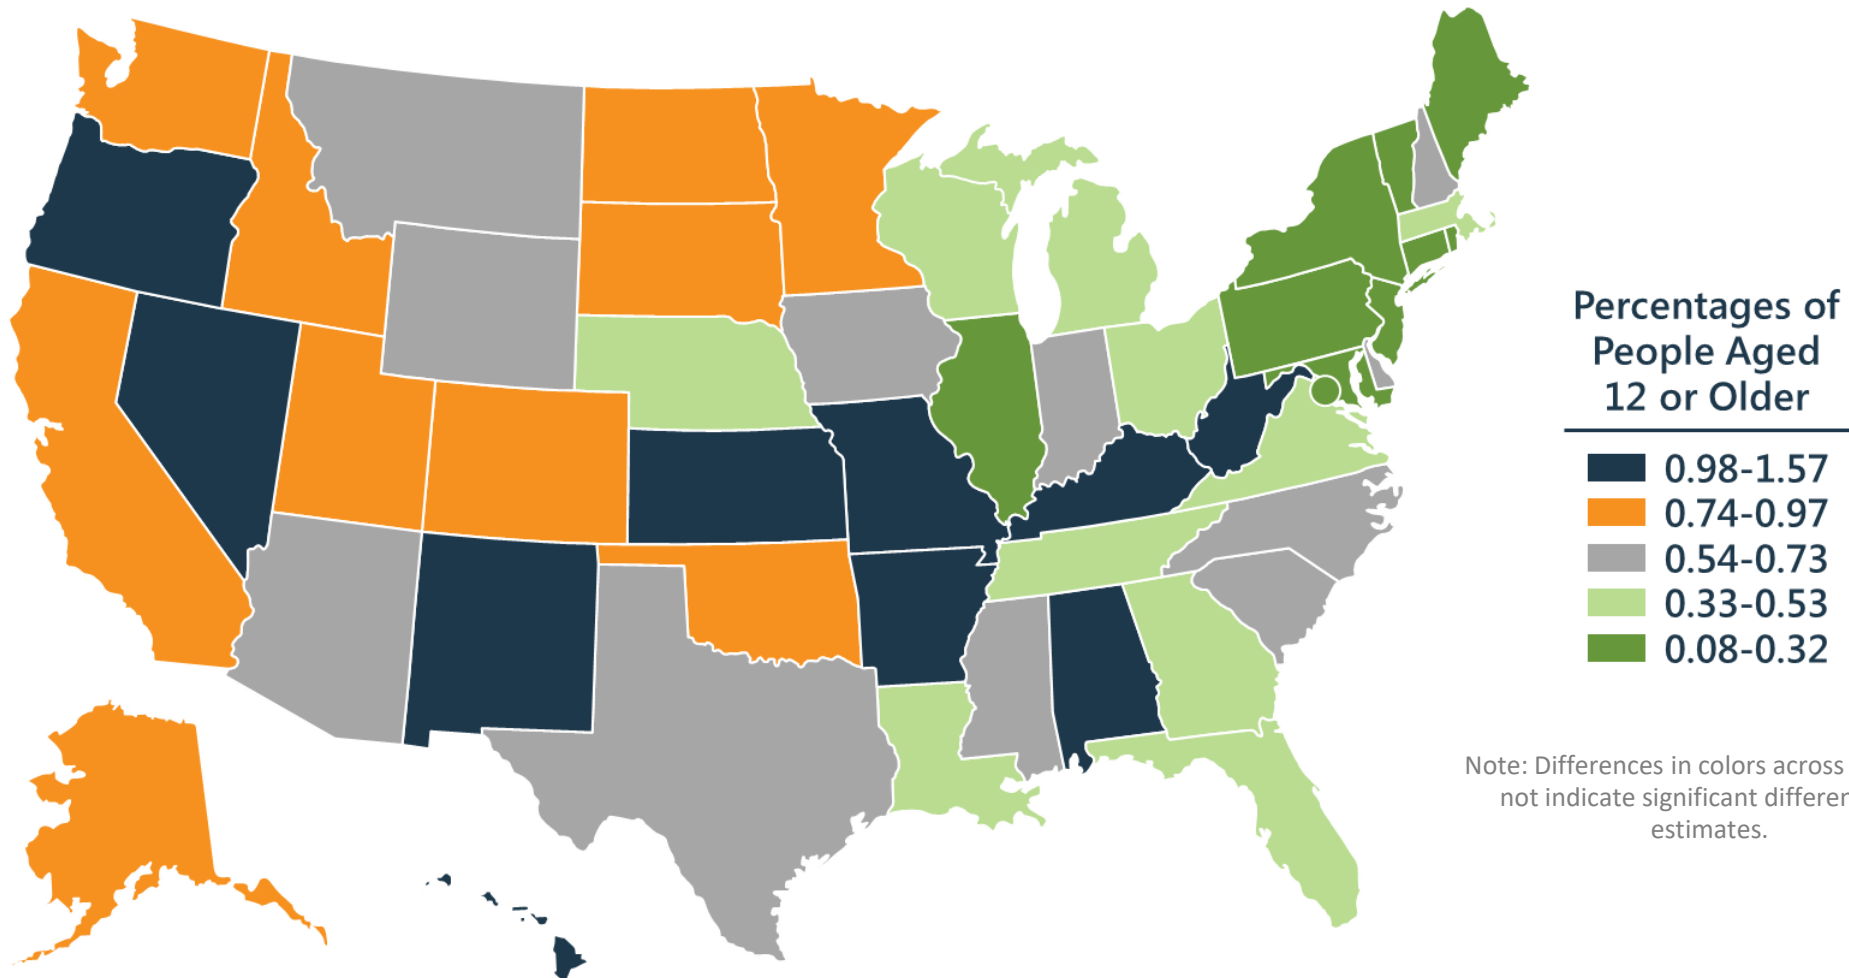 Percentages of
People Aged
12 or Older
0.98-1.57
0.74-0.97
0.54-0.73
0.33-0.53
0.08-0.32
Note: Differences in colors across
not indicate significant differen
estimates.